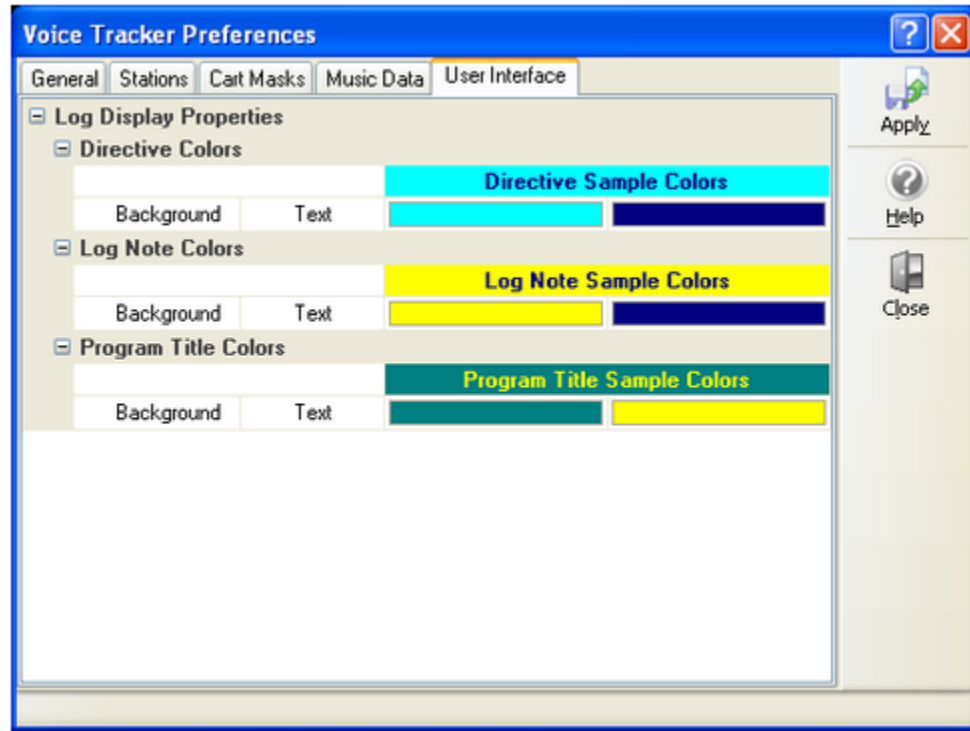 Voice Tracker Preferences
General Stations Cart Masks Music Data User Interface
Log Display Properties
Directive Colors
Directive Sample Colors
Background Text
Log Note Colors
Log Note Sample Colors
Background Text
Program Title Colors
Program Title Sample Colors
Background Text
Apply
Help
Close